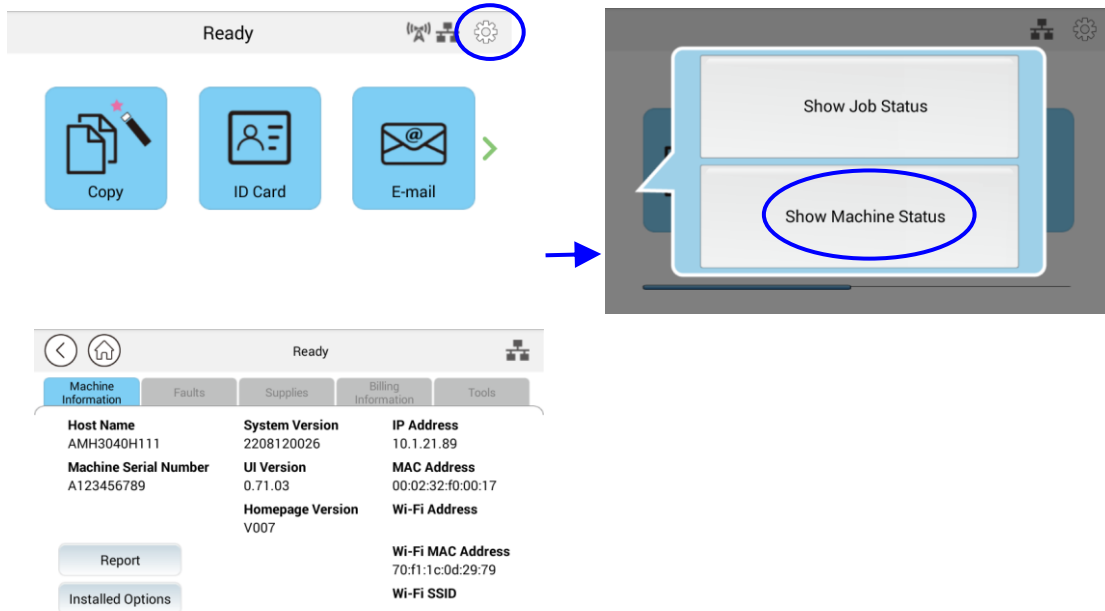 Ready
Copy
ID Card
E-mail
Show Job Status
Show Machine Status
Ready
Machine
Information
Faults
Supplies
Billing
Information
Tools
Host Name
AMH3040H111
Machine Serial Number
A123456789
System Version
2208120026
UI Version
0.71.03
Homepage Version
V007
IP Address
10.1.21.89
MAC Address
00:02:32:f0:00:17
Wi-Fi Address
Wi-Fi MAC Address
70:f1:1c:0d:29:79
Wi-Fi SSID
Report
Installed Options